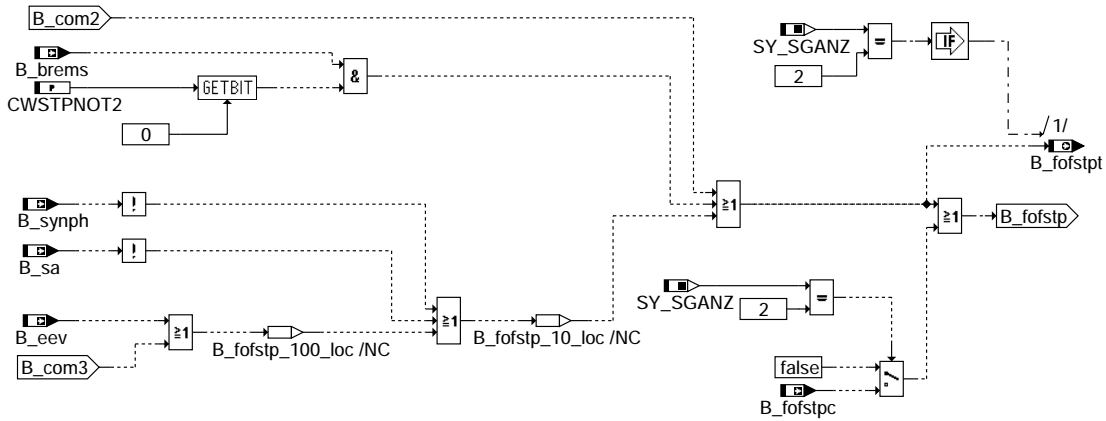 B_com2
SY_SGANZ
=
IF
2
B_brems
P
CWSTPNOT2
GETBIT
&
0
/1/
B_fofstpt
B_synph
!
≥1
≥1
B_fofstp
B_sa
!
SY_SGANZ
=
2
B_eev
≥1
B_fofstp_100_loc /NC
≥1
B_fofstp_10_loc /NC
B_com3
false
B_fofstpc